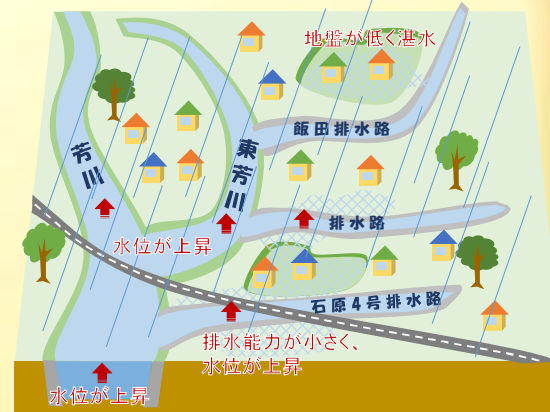 地盤が低く湛水
飯田排水路
芳川
東芳川
排水路
水位が上昇
石原4号排水路
排水能力が小さく、
水位が上昇
水位が上昇